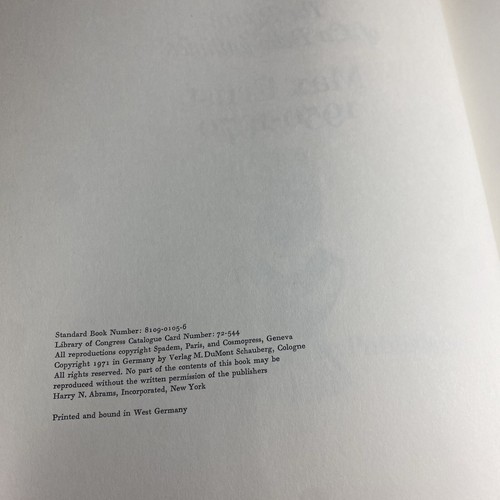 Standard Book Number: 8109-0105-6
Library of Congress Catalogue Card Number: 72-544
All reproductions copyright Spadem, Paris, and Cosmopress, Geneva
Copyright 1971 in Germany by Verlag M. DuMont Schauberg, Cologne
All rights reserved. No part of the contents of this book may be
reproduced without the written permission of the publishers
Harry N. Abrams, Incorporated, New York
Printed and bound in West Germany